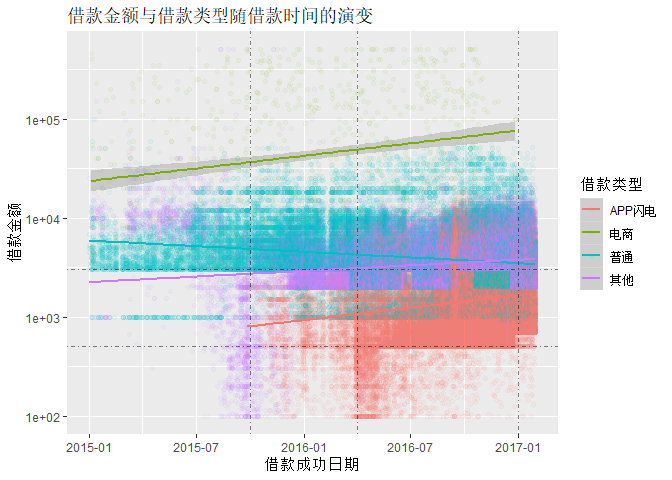 借款金额与借款类型随借款时间的演变
借款金额
1e+05
1e+04
1e+03
1e+02
2015-01
2015-07
2016-01
2016-07
2017-01
借款成功日期
借款类型
APP闪电
电商
普通
其他